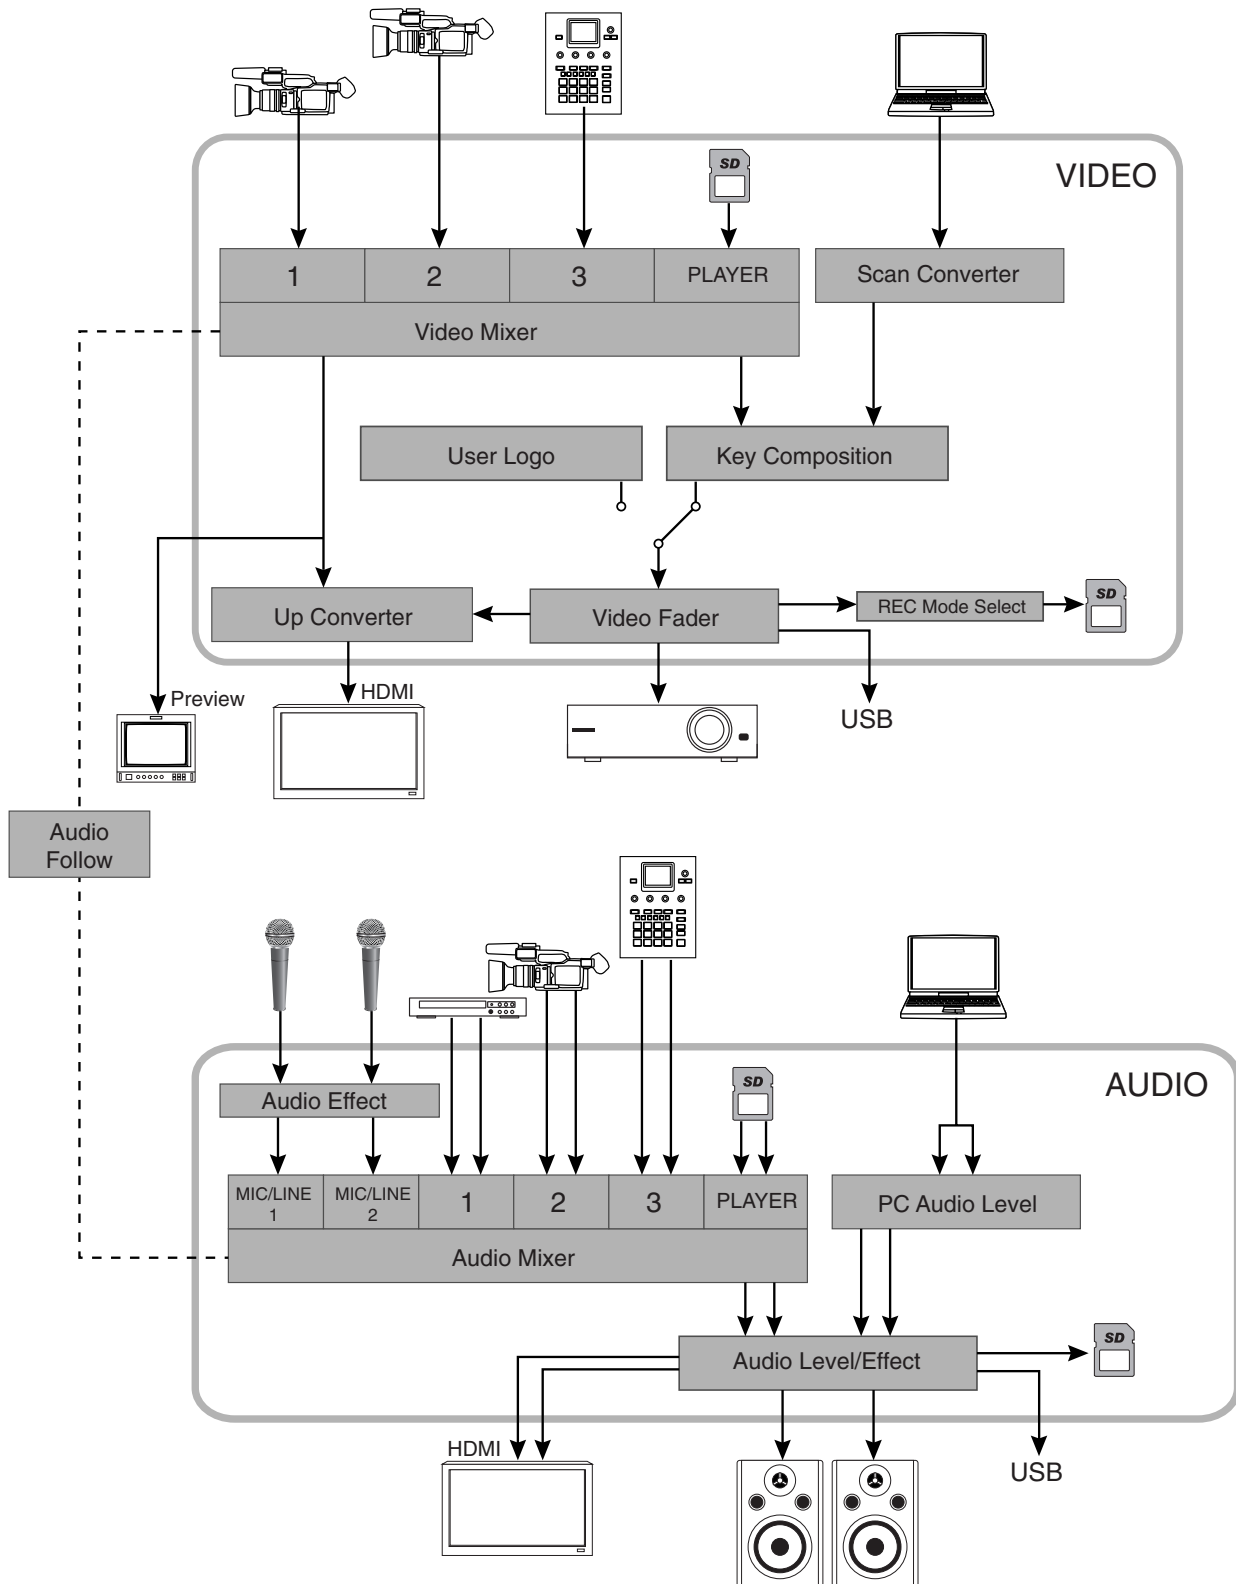 VIDEO
SD
1 2 3 PLAYER
Scan Converter
Video Mixer
User Logo
Key Composition
Up Converter
Video Fader
REC Mode Select
SD
Preview
HDMI
USB
Audio
Follow
AUDIO
SD
Audio Effect
MIC/LINE
1
MIC/LINE
2
1 2 3 PLAYER
PC Audio Level
Audio Mixer
Audio Level/Effect
SD
HDMI
USB